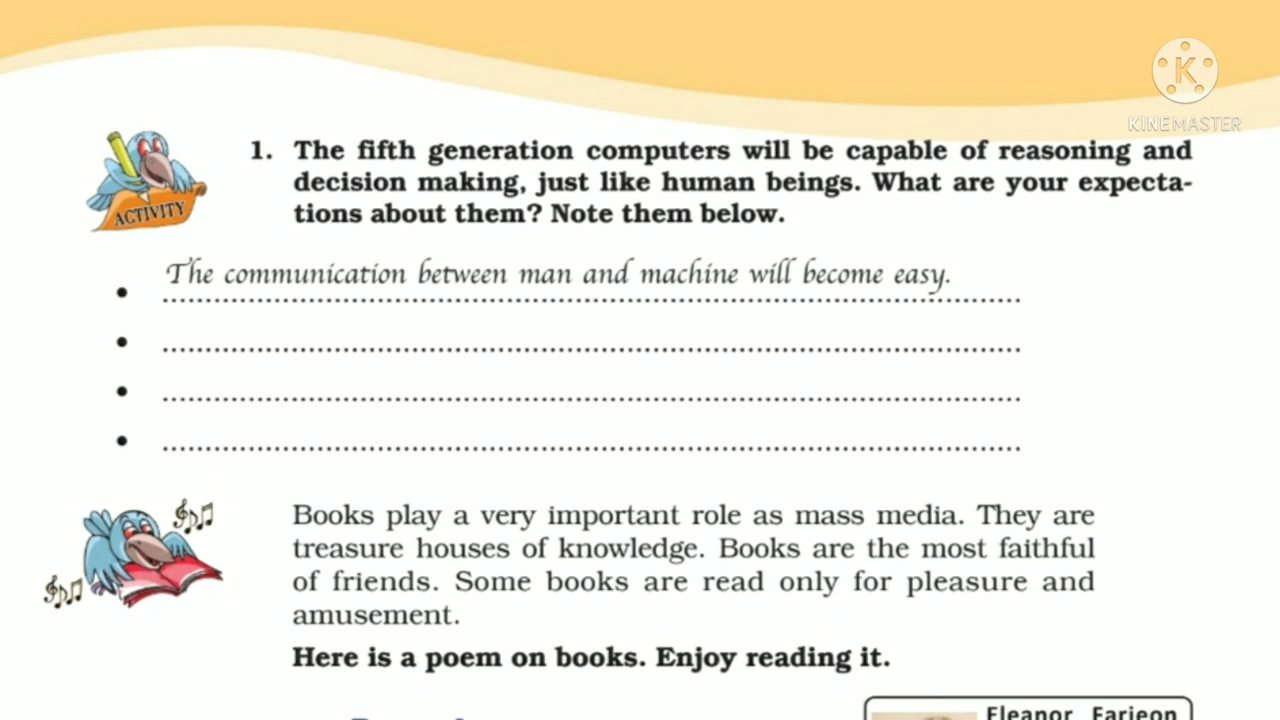 KINEMASTER
1. The fifth generation computers will be capable of reasoning and
decision making, just like human beings. What are your expecta-
tions about them? Note them below.
ACTIVITY
• The communication between man and machine will become easy.
•
•
•
Books play a very important role as mass media. They are
treasure houses of knowledge. Books are the most faithful
of friends. Some books are read only for pleasure and
amusement.
Here is a poem on books. Enjoy reading it.
Eleanor Farjeon